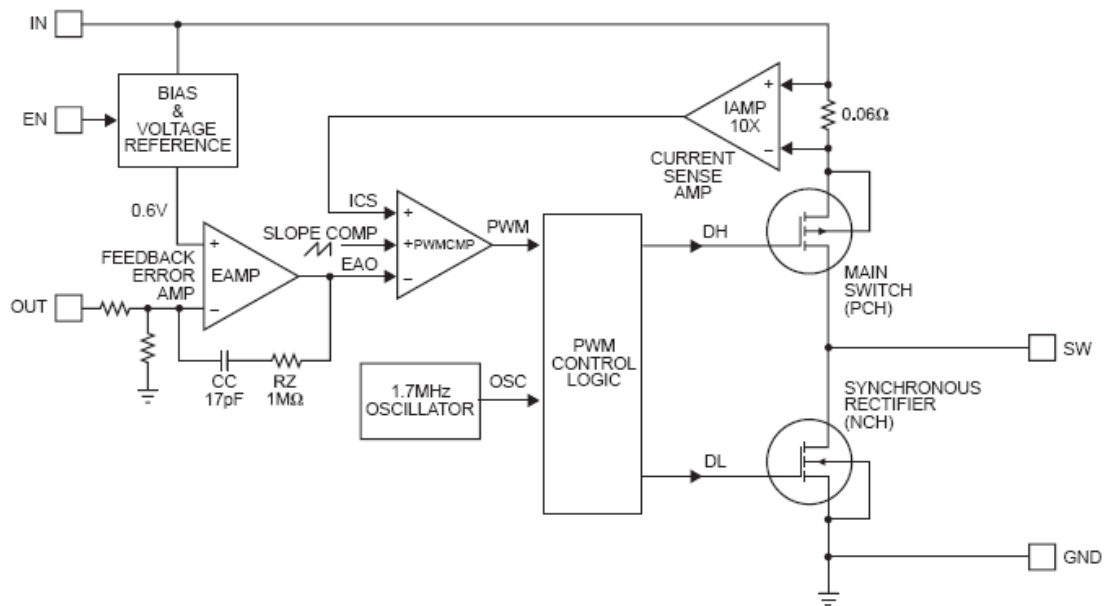 IN
BIAS
&
VOLTAGE
REFERENCE
EN
+
IAMP
10X
−
0.06Ω
CURRENT
SENSE
AMP
0.6V
ICS
+
SLOPE COMP
+PWMCMP
EAO
−
PWM
DH
MAIN
SWITCH
(PCH)
FEEDBACK
ERROR
AMP
+
EAMP
−
OUT
CC
17pF
RZ
1MΩ
1.7MHz
OSCILLATOR
OSC
PWM
CONTROL
LOGIC
SW
SYNCHRONOUS
RECTIFIER
(NCH)
DL
GND